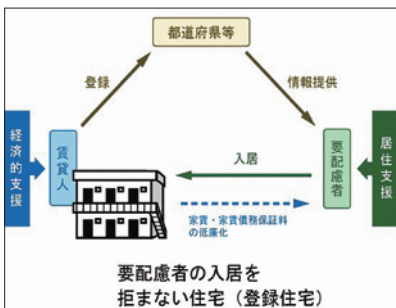 都道府県等
登録
情報提供
経済的支援
賃貸人
要配慮者
居住支援
入居
家賃・家賃債務保証料
の低廉化
要配慮者の入居を
拒まない住宅（登録住宅）